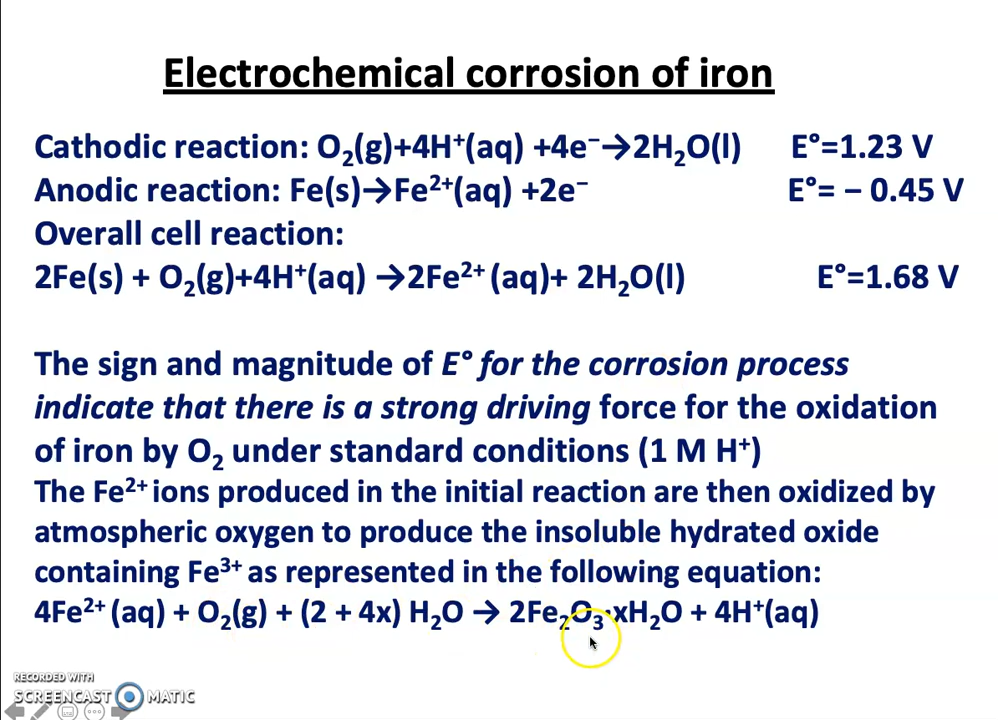 Electrochemical corrosion of iron
Cathodic reaction: O₂(g)+4H⁺(aq) +4e⁻→2H₂O(l) E°=1.23 V
Anodic reaction: Fe(s)→Fe²⁺(aq) +2e⁻ E°= − 0.45 V
Overall cell reaction:
2Fe(s) + O₂(g)+4H⁺(aq) →2Fe²⁺ (aq)+ 2H₂O(l) E°=1.68 V
The sign and magnitude of E° for the corrosion process
indicate that there is a strong driving force for the oxidation
of iron by O₂ under standard conditions (1 M H⁺)
The Fe²⁺ ions produced in the initial reaction are then oxidized by
atmospheric oxygen to produce the insoluble hydrated oxide
containing Fe³⁺ as represented in the following equation:
4Fe²⁺ (aq) + O₂(g) + (2 + 4x) H₂O → 2Fe₂O₃·xH₂O + 4H⁺(aq)
RECORDED WITH
SCREENCAST MATIC